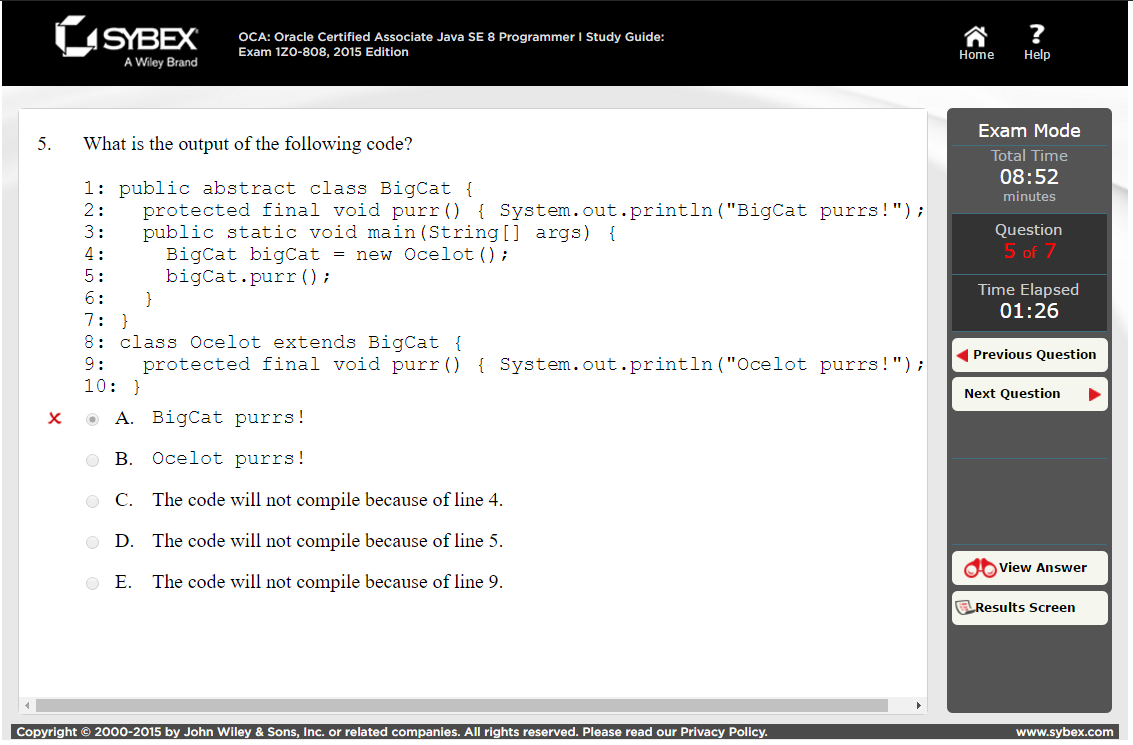 SYBEX
A Wiley Brand
OCA: Oracle Certified Associate Java SE 8 Programmer I Study Guide:
Exam 1Z0-808, 2015 Edition
Home
Help
5. What is the output of the following code?
1: public abstract class BigCat {
2:   protected final void purr() { System.out.println("BigCat purrs!");
3:   public static void main(String[] args) {
4:     BigCat bigCat = new Ocelot();
5:     bigCat.purr();
6:   }
7: }
8: class Ocelot extends BigCat {
9:   protected final void purr() { System.out.println("Ocelot purrs!");
10: }
A. BigCat purrs!
B. Ocelot purrs!
C. The code will not compile because of line 4.
D. The code will not compile because of line 5.
E. The code will not compile because of line 9.
Exam Mode
Total Time
08:52
minutes
Question
5 of 7
Time Elapsed
01:26
Previous Question
Next Question
View Answer
Results Screen
Copyright © 2000-2015 by John Wiley & Sons, Inc. or related companies. All rights reserved. Please read our Privacy Policy.
www.sybex.com